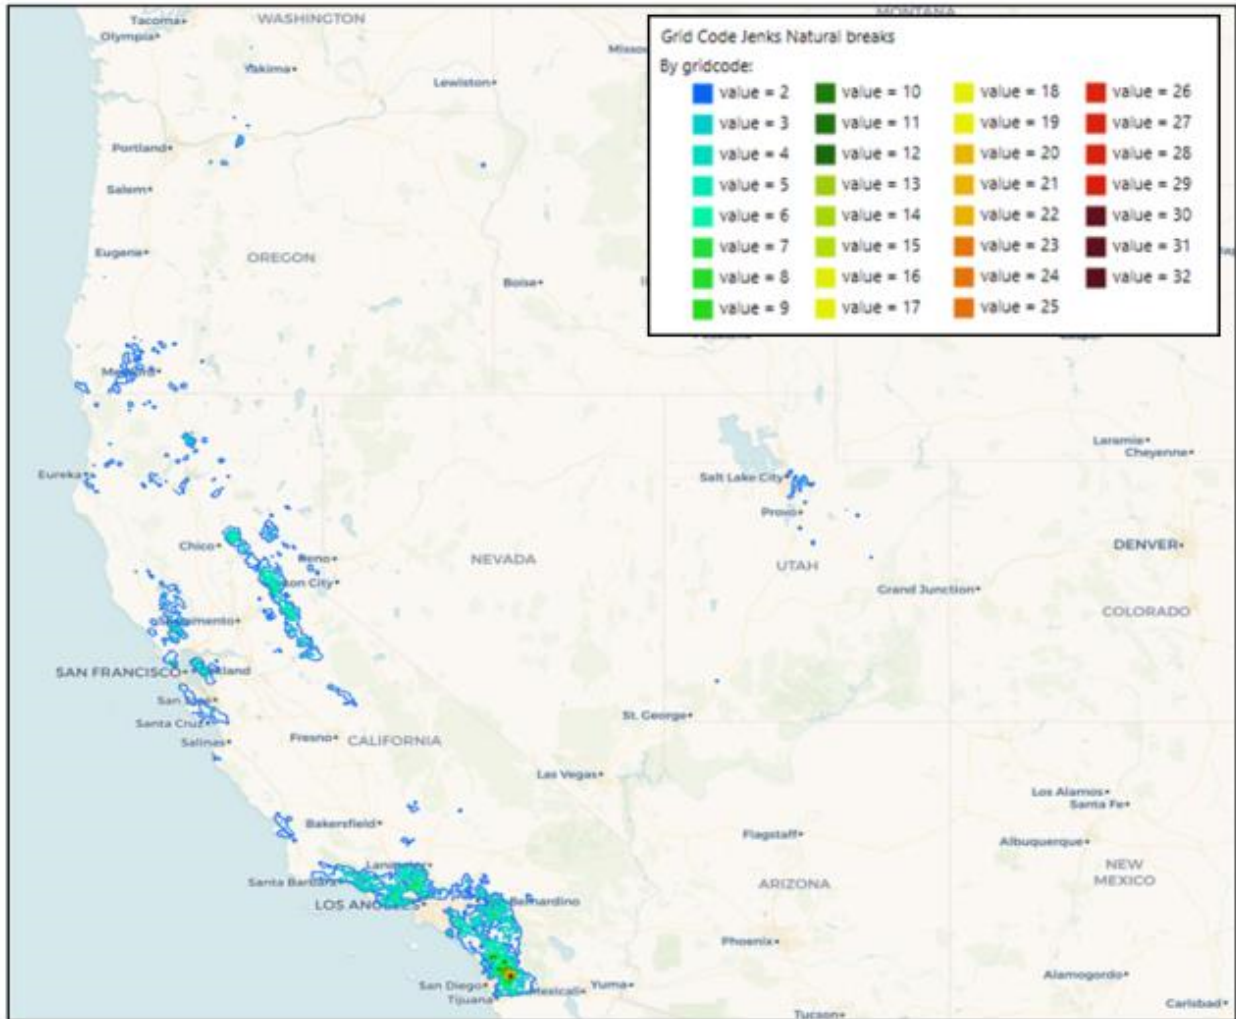 Tacoma
WASHINGTON
MONTANA
Olympia
Grid Code Jenks Natural breaks
Yakima
By gridcode:
Lewiston
value = 2
value = 10
value = 18
value = 26
value = 3
value = 11
value = 19
value = 27
Portland
value = 4
value = 12
value = 20
value = 28
Salem
value = 5
value = 13
value = 21
value = 29
value = 6
value = 14
value = 22
value = 30
Eugene
OREGON
value = 7
value = 15
value = 23
value = 31
Boise
value = 8
value = 16
value = 24
value = 32
value = 9
value = 17
value = 25
Laramie
Cheyenne
Eureka
Salt Lake City
Provo
Chico
Reno
NEVADA
UTAH
DENVER
son City
Grand Junction
COLORADO
Sacramento
SAN FRANCISCO
land
San
St. George
Santa Cruz
Salinas
Fresno
CALIFORNIA
Las Vegas
Los Alamos
Santa Fe
Bakersfield
Flagstaff
Albuquerque
NEW
MEXICO
Santa Barbara
ARIZONA
LOS ANGELES
Bernardino
Phoenix
San Diego
Mexicali
Yuma
Alamogordo
Tijuana
Tucson
Carlsbad